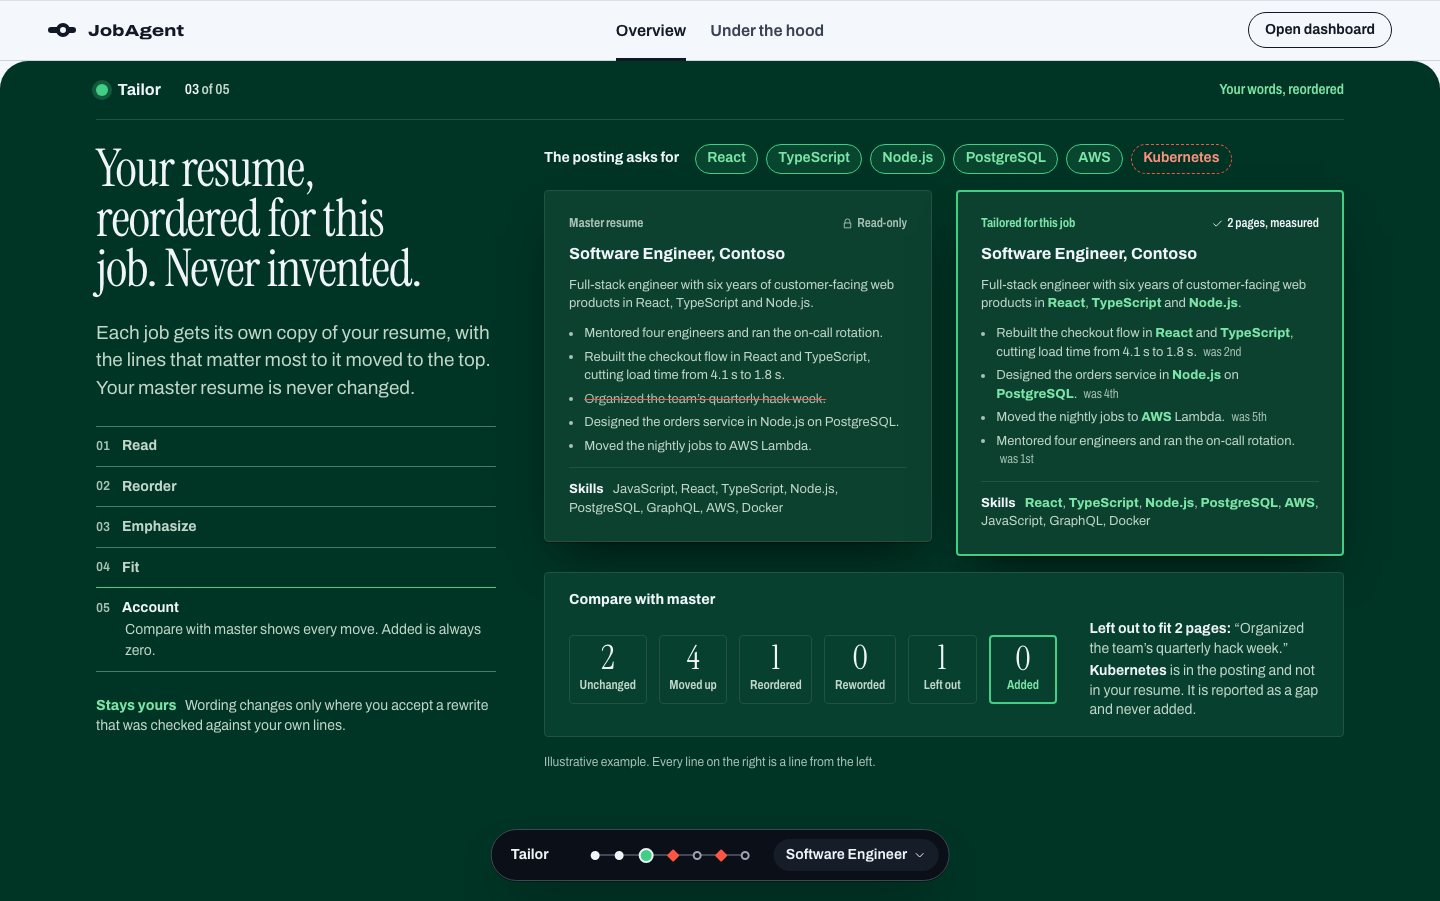 JobAgent
Overview
Under the hood
Open dashboard
Tailor
03 of 05
Your words, reordered
Your resume,
reordered for this
job. Never invented.
Each job gets its own copy of your resume, with
the lines that matter most to it moved to the top.
Your master resume is never changed.
01 Read
02 Reorder
03 Emphasize
04 Fit
05 Account
Compare with master shows every move. Added is always
zero.
Stays yours Wording changes only where you accept a rewrite
that was checked against your own lines.
The posting asks for
React
TypeScript
Node.js
PostgreSQL
AWS
Kubernetes
Master resume
Read-only
Software Engineer, Contoso
Full-stack engineer with six years of customer-facing web
products in React, TypeScript and Node.js.
Mentored four engineers and ran the on-call rotation.
Rebuilt the checkout flow in React and TypeScript,
cutting load time from 4.1 s to 1.8 s.
Organized the team’s quarterly hack week.
Designed the orders service in Node.js on PostgreSQL.
Moved the nightly jobs to AWS Lambda.
Skills JavaScript, React, TypeScript, Node.js,
PostgreSQL, GraphQL, AWS, Docker
Tailored for this job
2 pages, measured
Software Engineer, Contoso
Full-stack engineer with six years of customer-facing web
products in React, TypeScript and Node.js.
Rebuilt the checkout flow in React and TypeScript,
cutting load time from 4.1 s to 1.8 s. was 2nd
Designed the orders service in Node.js on
PostgreSQL. was 4th
Moved the nightly jobs to AWS Lambda. was 5th
Mentored four engineers and ran the on-call rotation.
was 1st
Skills React, TypeScript, Node.js, PostgreSQL, AWS,
JavaScript, GraphQL, Docker
Compare with master
2
Unchanged
4
Moved up
1
Reordered
0
Reworded
1
Left out
0
Added
Left out to fit 2 pages: “Organized
the team’s quarterly hack week.”
Kubernetes is in the posting and not
in your resume. It is reported as a gap
and never added.
Illustrative example. Every line on the right is a line from the left.
Tailor
Software Engineer